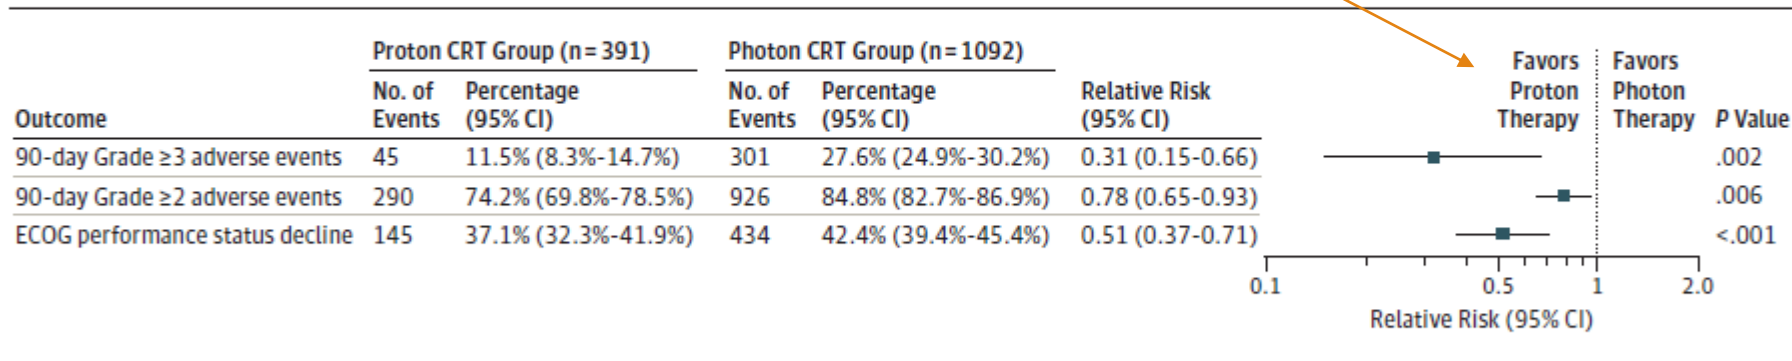 Proton CRT Group (n=391) Photon CRT Group (n=1092) Favors Favors
No. of Percentage No. of Percentage Relative Risk Proton Photon
Outcome Events (95% CI) Events (95% CI) (95% CI) Therapy Therapy P Value
90-day Grade ≥3 adverse events 45 11.5% (8.3%-14.7%) 301 27.6% (24.9%-30.2%) 0.31 (0.15-0.66) .002
90-day Grade ≥2 adverse events 290 74.2% (69.8%-78.5%) 926 84.8% (82.7%-86.9%) 0.78 (0.65-0.93) .006
ECOG performance status decline 145 37.1% (32.3%-41.9%) 434 42.4% (39.4%-45.4%) 0.51 (0.37-0.71) <.001
0.1 0.5 1 2.0
Relative Risk (95% CI)